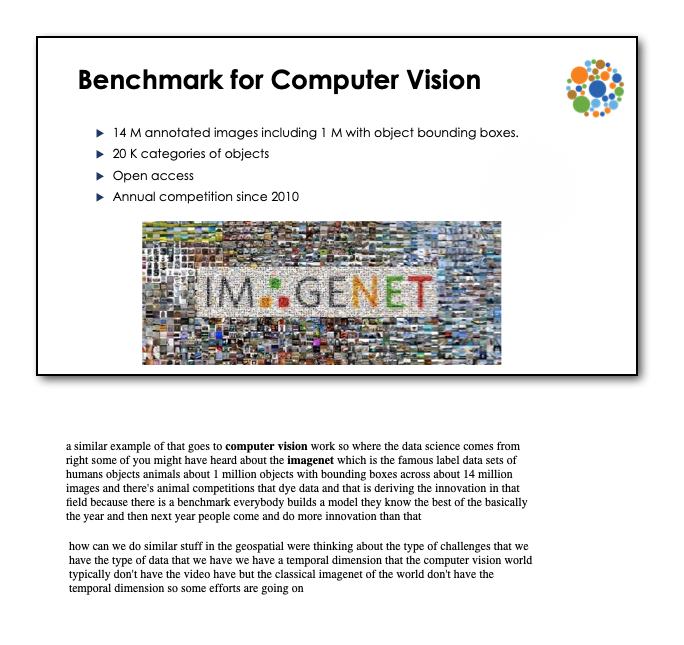 Benchmark for Computer Vision
14 M annotated images including 1 M with object bounding boxes.
20 K categories of objects
Open access
Annual competition since 2010
IMAGENET
a similar example of that goes to computer vision work so where the data science comes from
right some of you might have heard about the imagenet which is the famous label data sets of
humans objects animals about 1 million objects with bounding boxes across about 14 million
images and there's animal competitions that dye data and that is deriving the innovation in that
field because there is a benchmark everybody builds a model they know the best of the basically
the year and then next year people come and do more innovation than that
how can we do similar stuff in the geospatial were thinking about the type of challenges that we
have the type of data that we have we have a temporal dimension that the computer vision world
typically don't have the video have but the classical imagenet of the world don't have the
temporal dimension so some efforts are going on